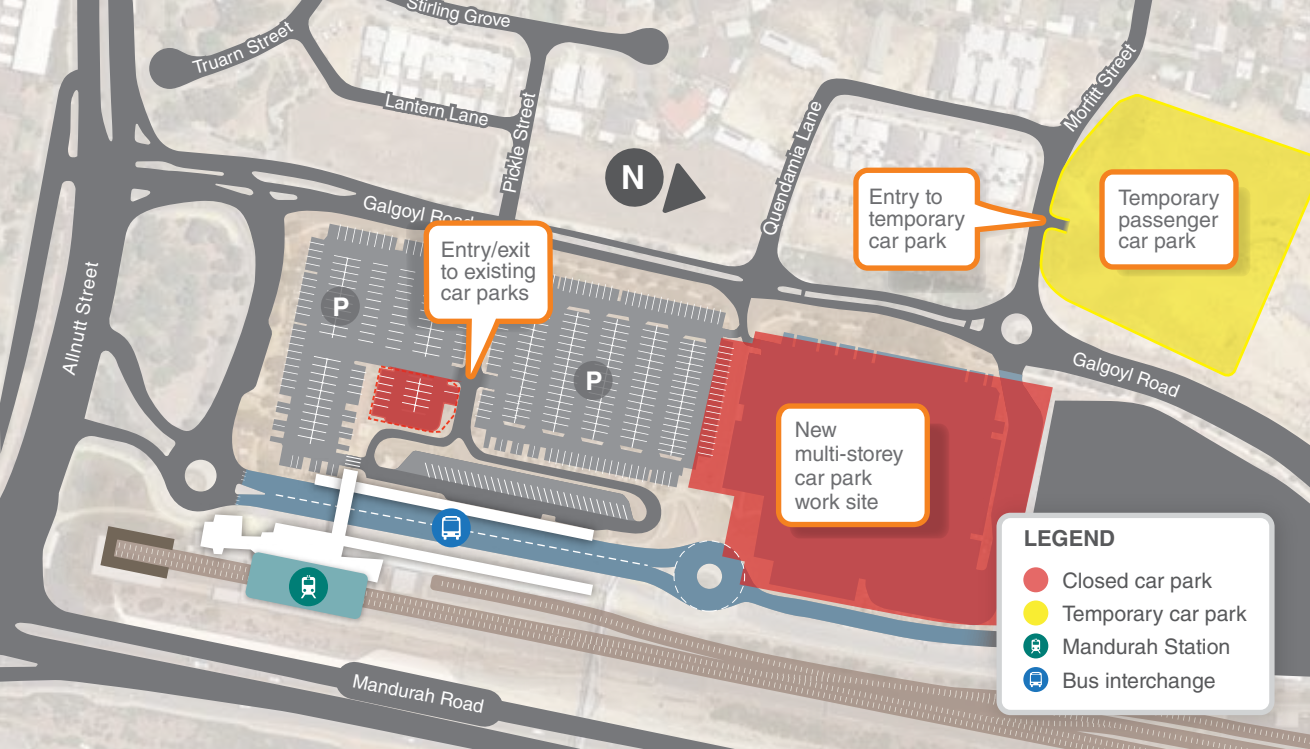 Stirling Grove
Truarn Street
Lantern Lane
Pickle Street
Morfitt Street
Quendamia Lane
N
Galgoyl Road
Entry to
temporary
car park
Temporary
passenger
car park
Entry/exit
to existing
car parks
Allnutt Street
P
P
Galgoyl Road
New
multi-storey
car park
work site
Mandurah Road
LEGEND
Closed car park
Temporary car park
Mandurah Station
Bus interchange